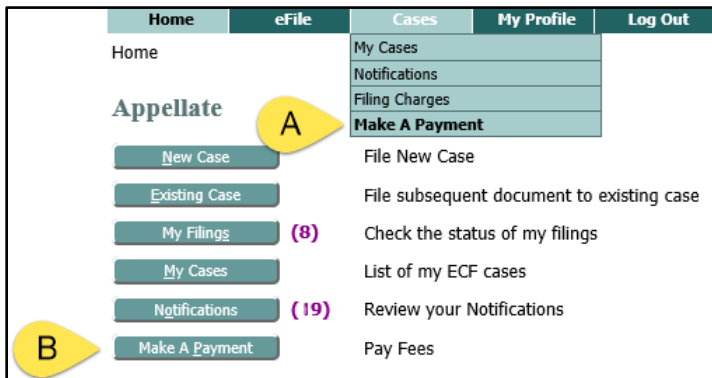 Home eFile Cases My Profile Log Out
Home
My Cases
Notifications
Filing Charges
Make A Payment
Appellate
A
New Case File New Case
Existing Case File subsequent document to existing case
My Filings (8) Check the status of my filings
My Cases List of my ECF cases
Notifications (19) Review your Notifications
B
Make A Payment Pay Fees